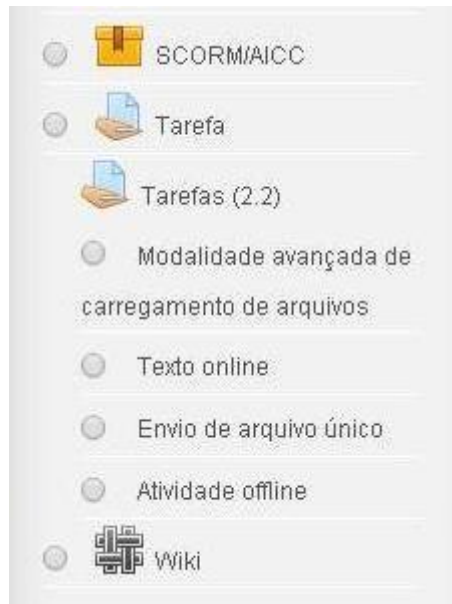 SCORM/AICC
Tarefa
Tarefas (2.2)
Modalidade avançada de
carregamento de arquivos
Texto online
Envio de arquivo único
Atividade offline
Wiki